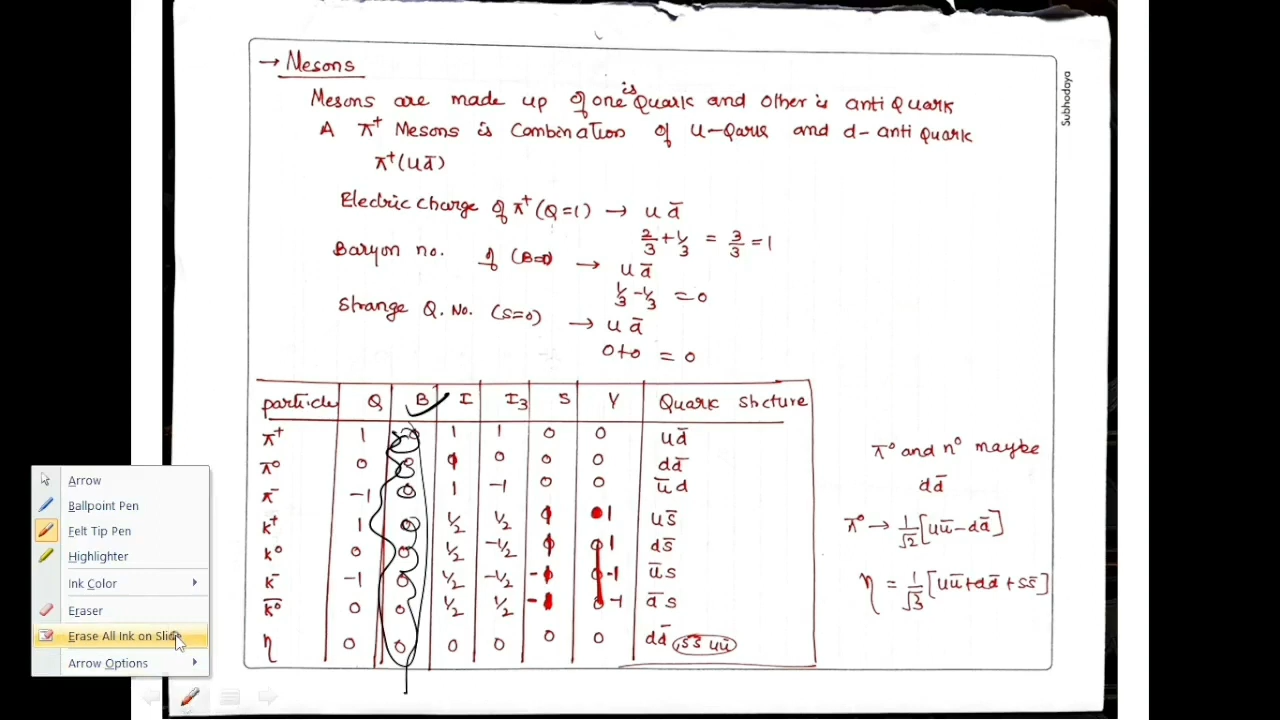 → Mesons
Mesons are made up of one is Quark and other is anti Quark
A π⁺ Mesons is Combination of u-Qarus and d-anti Quark
π⁺(ud̄)
Electric charge of π⁺(Q=1) → u d̄
2/3 + 1/3 = 3/3 = 1
Baryon no. of (B=0) → u d̄
1/3 - 1/3 = 0
Strange Q. No. (S=0) → u d̄
0+0 = 0
particle Q B I I₃ S Y Quark stucture
π⁺ 1 0 1 1 0 0 ud̄
π⁰ 0 0 1 0 0 0 dd̄
π⁻ -1 0 1 -1 0 0 ūd
k⁺ 1 0 1/2 1/2 1 1 us̄
k⁰ 0 0 1/2 -1/2 1 1 ds̄
k⁻ -1 0 1/2 -1/2 -1 -1 ūs
k̄⁰ 0 0 1/2 1/2 -1 -1 d̄s
η 0 0 0 0 0 0 dd̄, ss̄ uū
π⁰ and η⁰ maybe
dd̄
π⁰ → 1/√2 [uū-dd̄]
η = 1/√3 [uū+dd̄+ss̄]
Subhodaya
Arrow
Ballpoint Pen
Felt Tip Pen
Highlighter
Ink Color
Eraser
Erase All Ink on Slide
Arrow Options